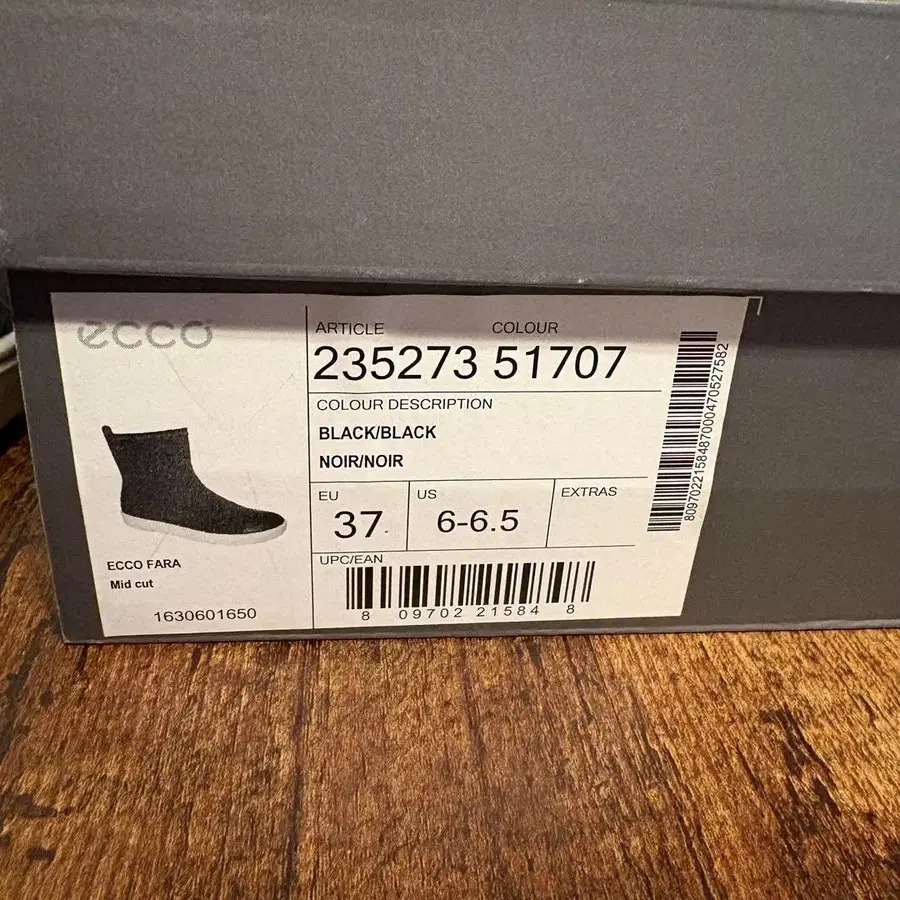 ecco
ARTICLE COLOUR
235273 51707
COLOUR DESCRIPTION
BLACK/BLACK
NOIR/NOIR
EU US EXTRAS
37 6-6.5
UPC/EAN
8 09702 21584 8
ECCO FARA
Mid cut
1630601650
8097022158487000470527582